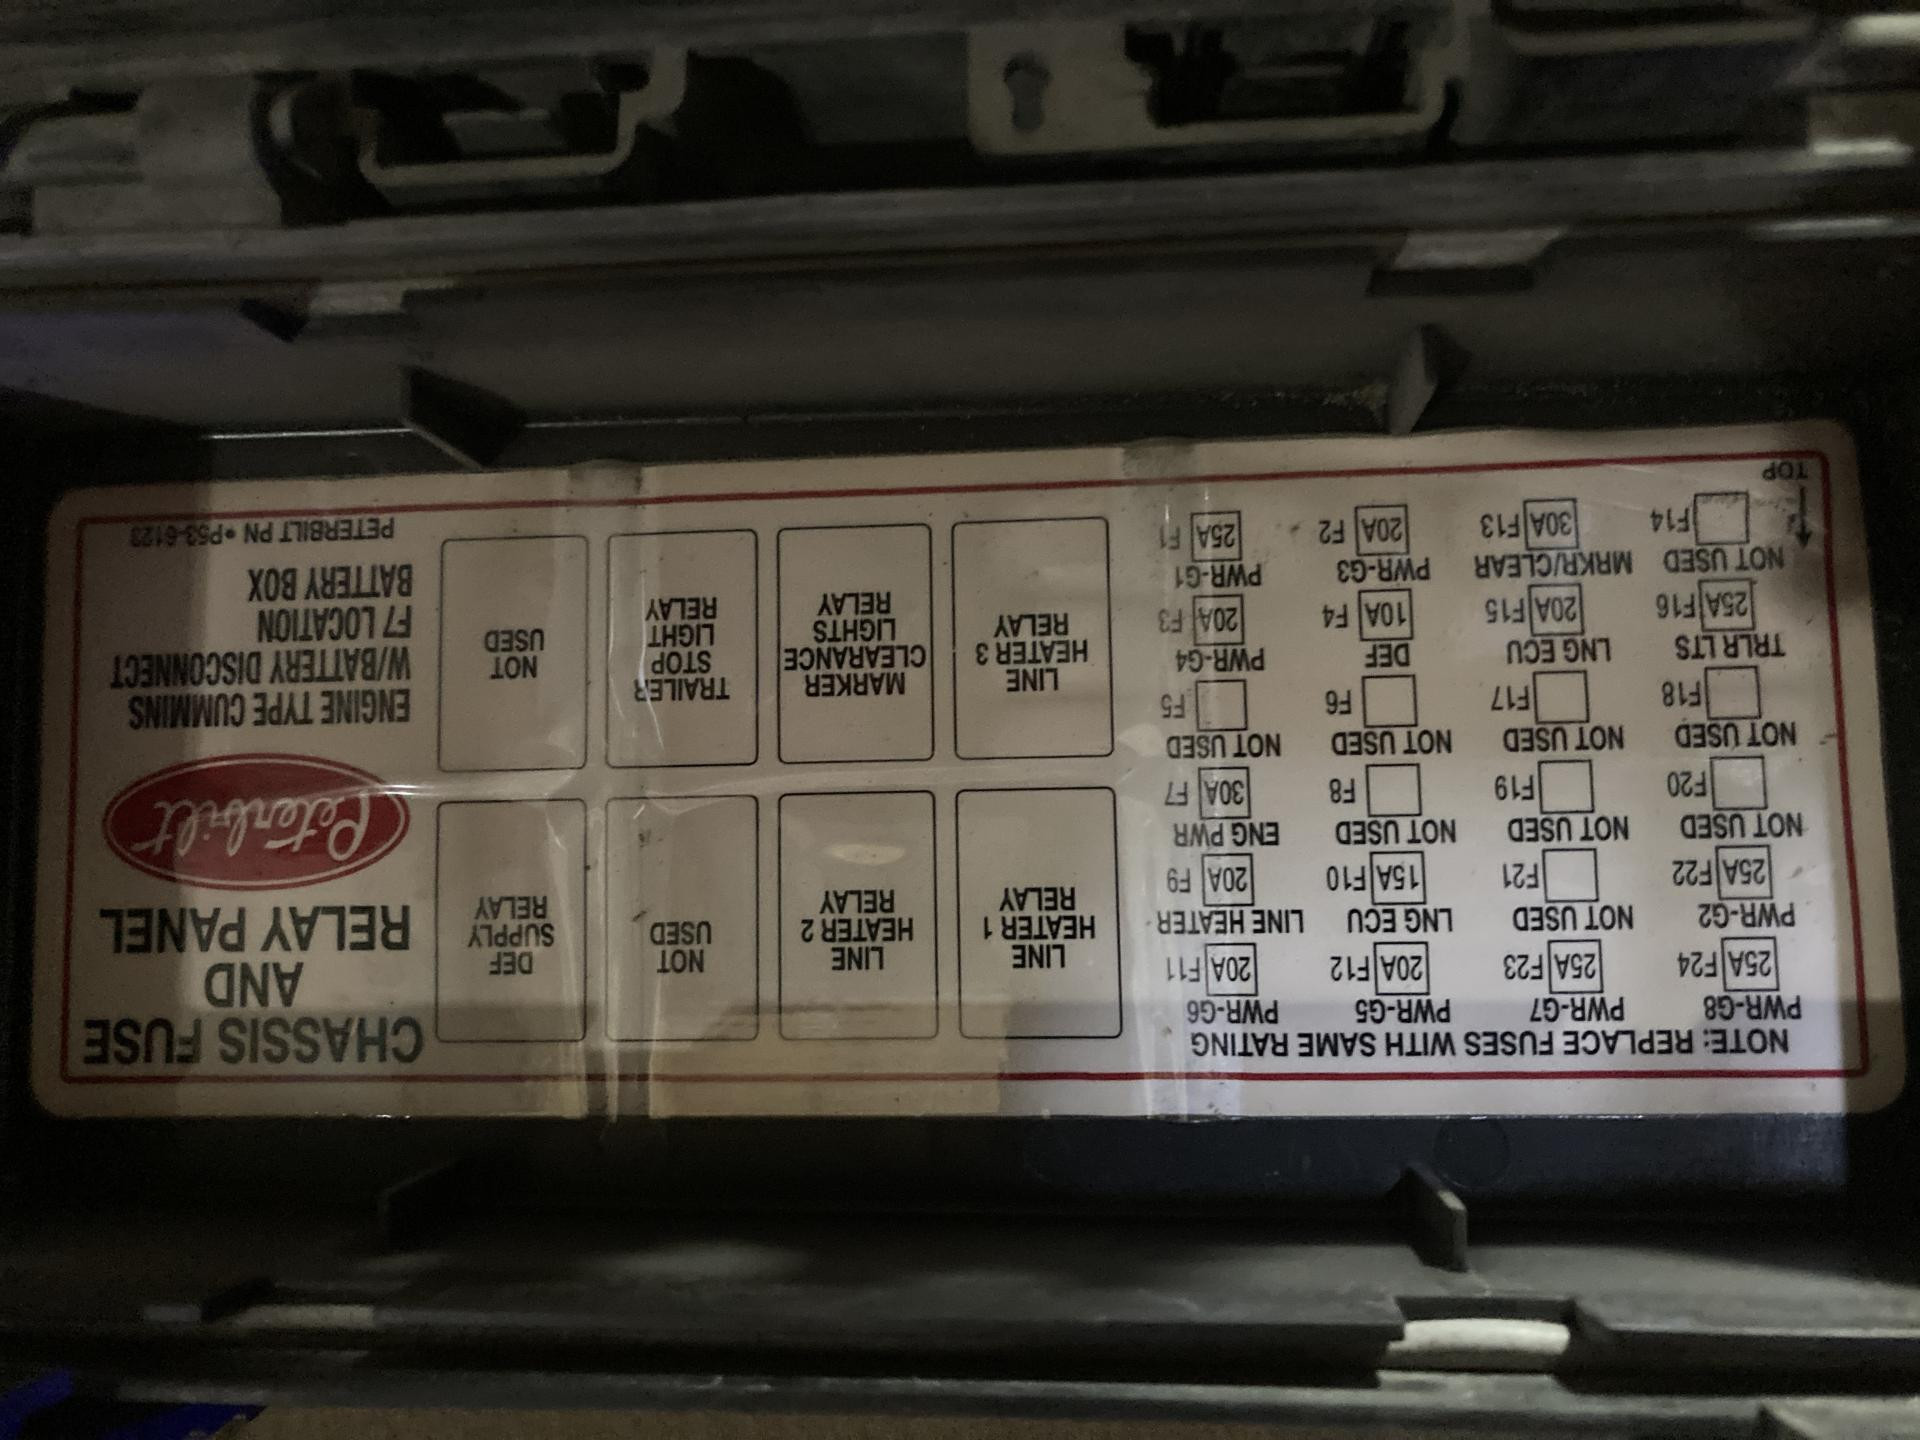 NOTE: REPLACE FUSES WITH SAME RATING
PWR-G8 PWR-G7 PWR-G5 PWR-G6
25A F24 25A F23 20A F12 20A F11
PWR-G2 NOT USED LNG ECU LINE HEATER
25A F22 F21 15A F10 20A F9
NOT USED NOT USED NOT USED ENG PWR
F20 F19 F8 30A F7
NOT USED NOT USED NOT USED NOT USED
F18 F17 F6 F5
TRLR LTS LNG ECU DEF PWR-G4
25A F16 20A F15 10A F4 20A F3
NOT USED MRKR/CLEAR PWR-G3 PWR-G1
F14 30A F13 20A F2 25A F1
TOP
LINE
HEATER 1
RELAY
LINE
HEATER 2
RELAY
NOT
USED
DEF
SUPPLY
RELAY
LINE
HEATER 3
RELAY
MARKER
CLEARANCE
LIGHTS
RELAY
TRAILER
STOP
LIGHT
RELAY
NOT
USED
CHASSIS FUSE
AND
RELAY PANEL
Peterbilt
ENGINE TYPE CUMMINS
W/BATTERY DISCONNECT
F7 LOCATION
BATTERY BOX
PETERBILT PN •P53-6123